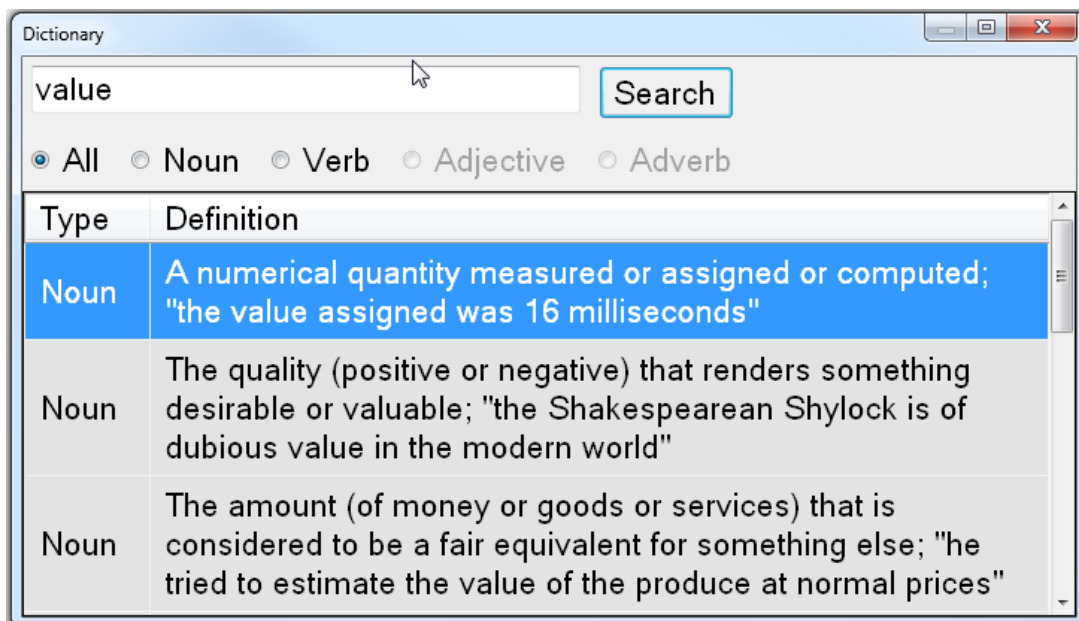 Dictionary
value
Search
All Noun Verb Adjective Adverb
Type Definition
Noun A numerical quantity measured or assigned or computed;
"the value assigned was 16 milliseconds"
The quality (positive or negative) that renders something
Noun desirable or valuable; "the Shakespearean Shylock is of
dubious value in the modern world"
The amount (of money or goods or services) that is
Noun considered to be a fair equivalent for something else; "he
tried to estimate the value of the produce at normal prices"